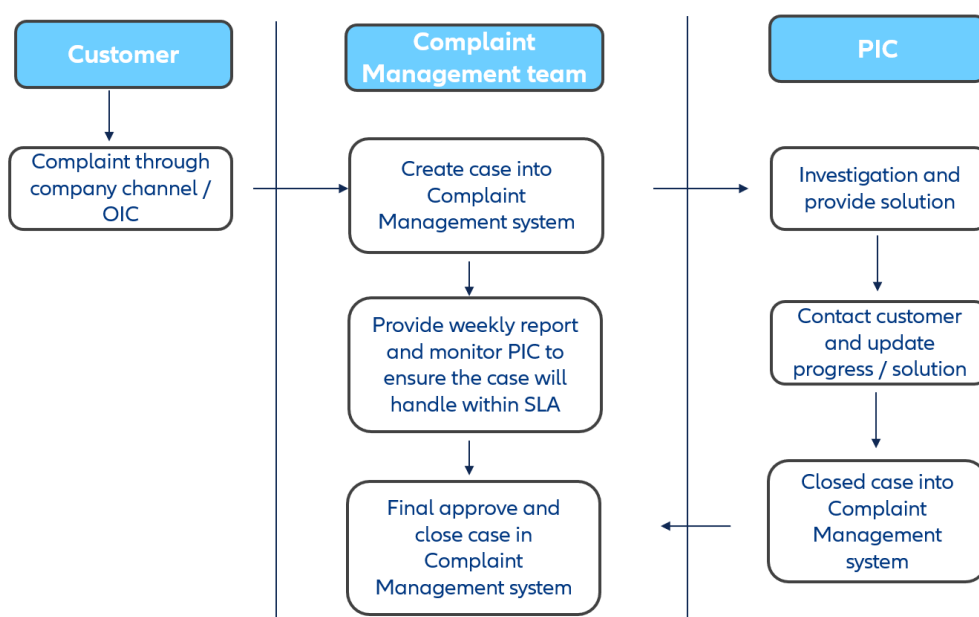 Customer
Complaint through
company channel /
OIC
Complaint
Management team
Create case into
Complaint
Management system
Provide weekly report
and monitor PIC to
ensure the case will
handle within SLA
Final approve and
close case in
Complaint
Management system
PIC
Investigation and
provide solution
Contact customer
and update
progress / solution
Closed case into
Complaint
Management
system